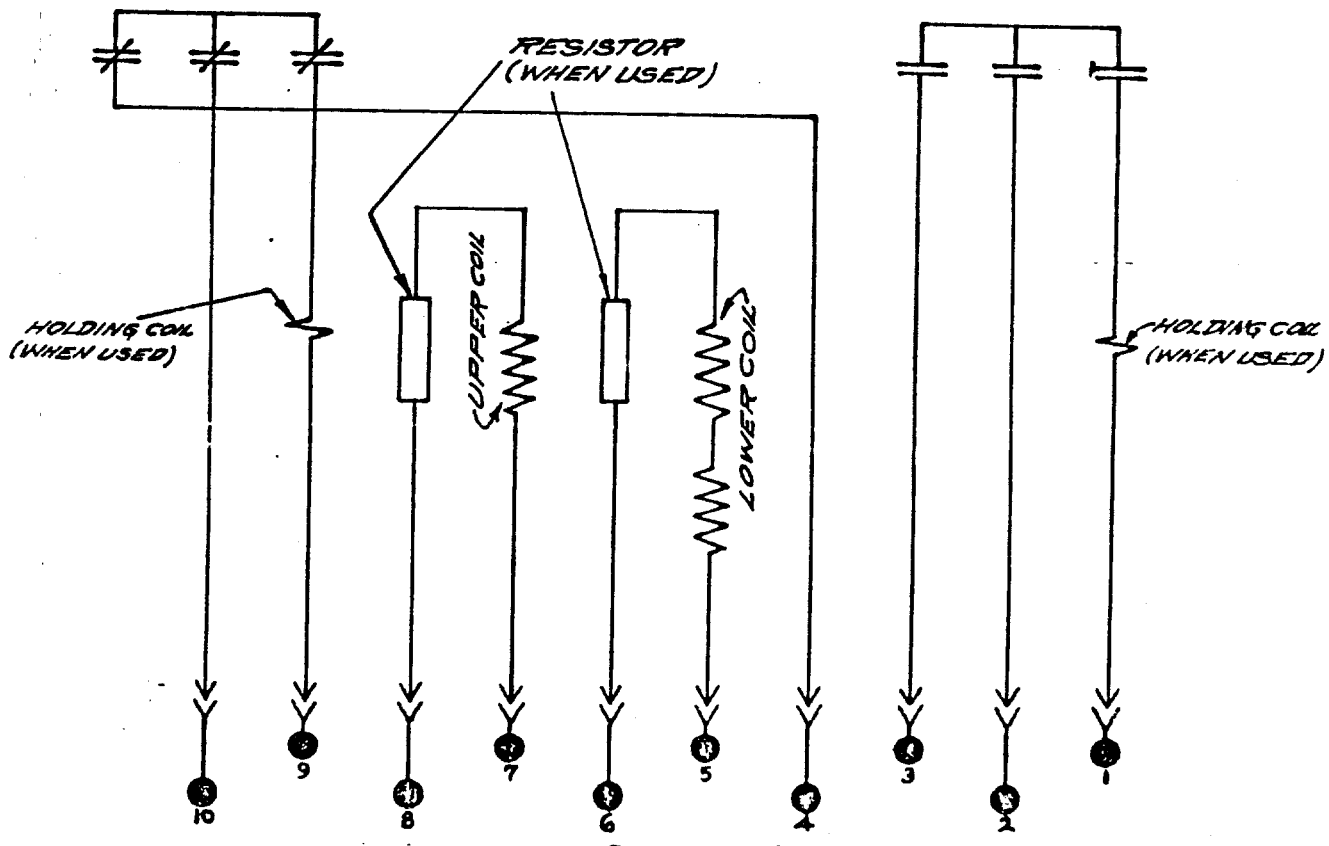 RESISTOR
(WHEN USED)
HOLDING COIL
(WHEN USED)
UPPER COIL
LOWER COIL
HOLDING COIL
(WHEN USED)
10
9
8
7
6
5
4
3
2
1